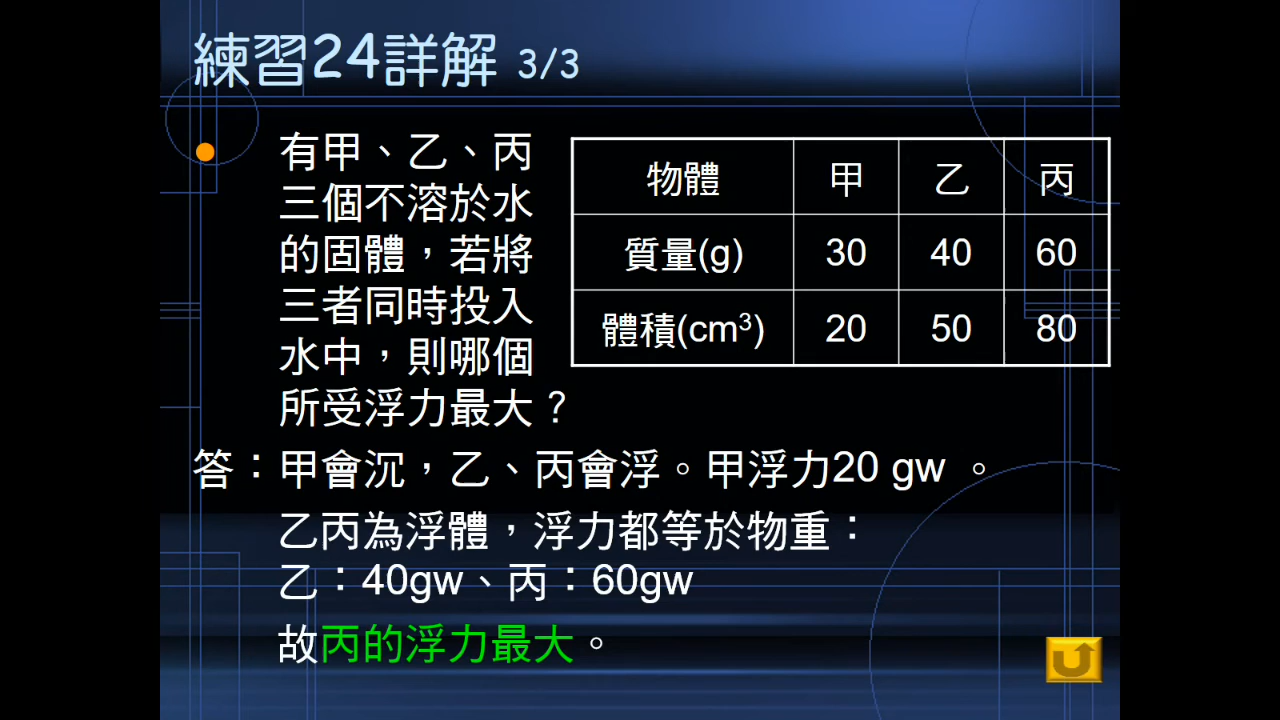 練習24詳解 3/3
有甲、乙、丙
三個不溶於水
的固體，若將
三者同時投入
水中，則哪個
所受浮力最大？
物體 甲 乙 丙
質量(g) 30 40 60
體積(cm³) 20 50 80
答：甲會沉，乙、丙會浮。甲浮力20 gw 。
乙丙為浮體，浮力都等於物重：
乙：40gw、丙：60gw
故丙的浮力最大。